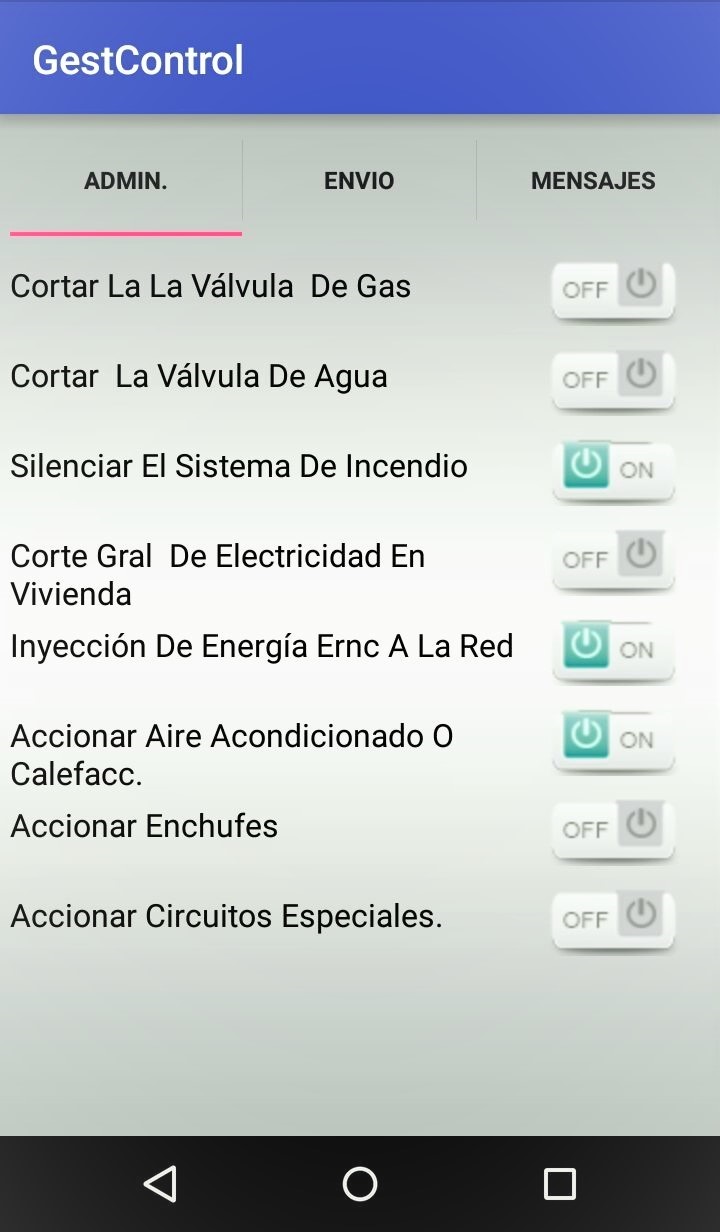 GestControl
ADMIN. ENVIO MENSAJES
Cortar La La Válvula  De Gas OFF
Cortar  La Válvula De Agua OFF
Silenciar El Sistema De Incendio ON
Corte Gral  De Electricidad En OFF
Vivienda
Inyección De Energía Ernc A La Red ON
Accionar Aire Acondicionado O ON
Calefacc.
Accionar Enchufes OFF
Accionar Circuitos Especiales. OFF